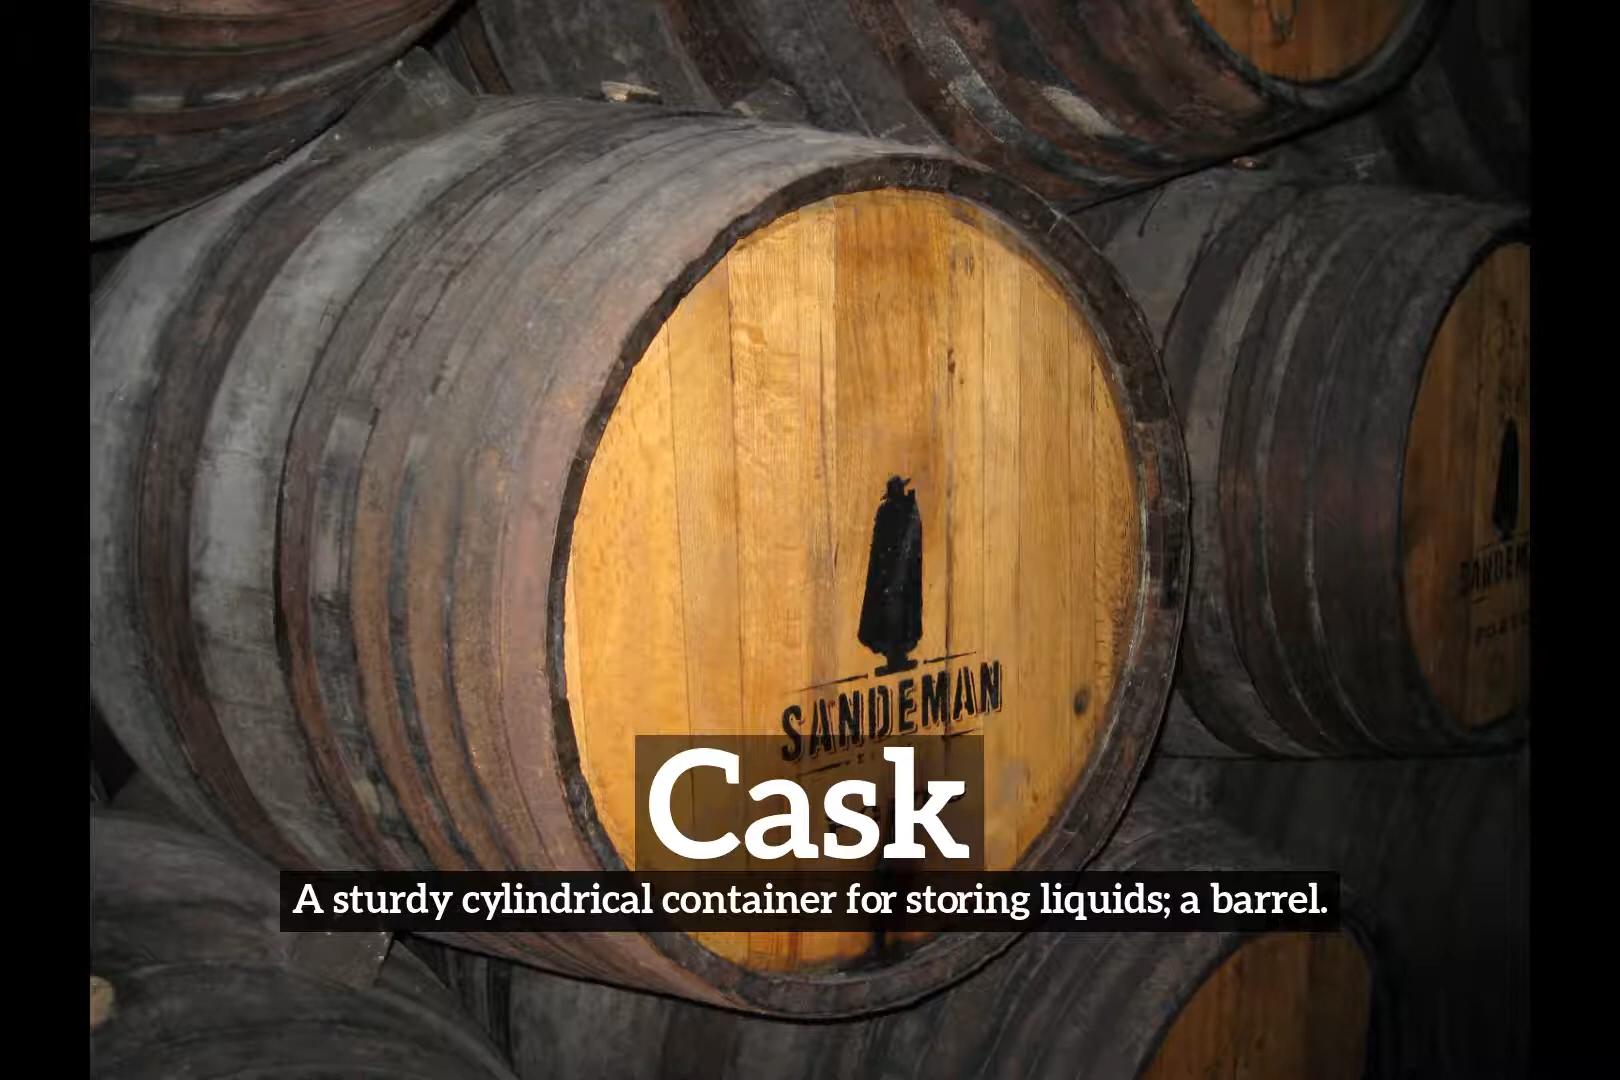 SANDEMAN
Cask
A sturdy cylindrical container for storing liquids; a barrel.